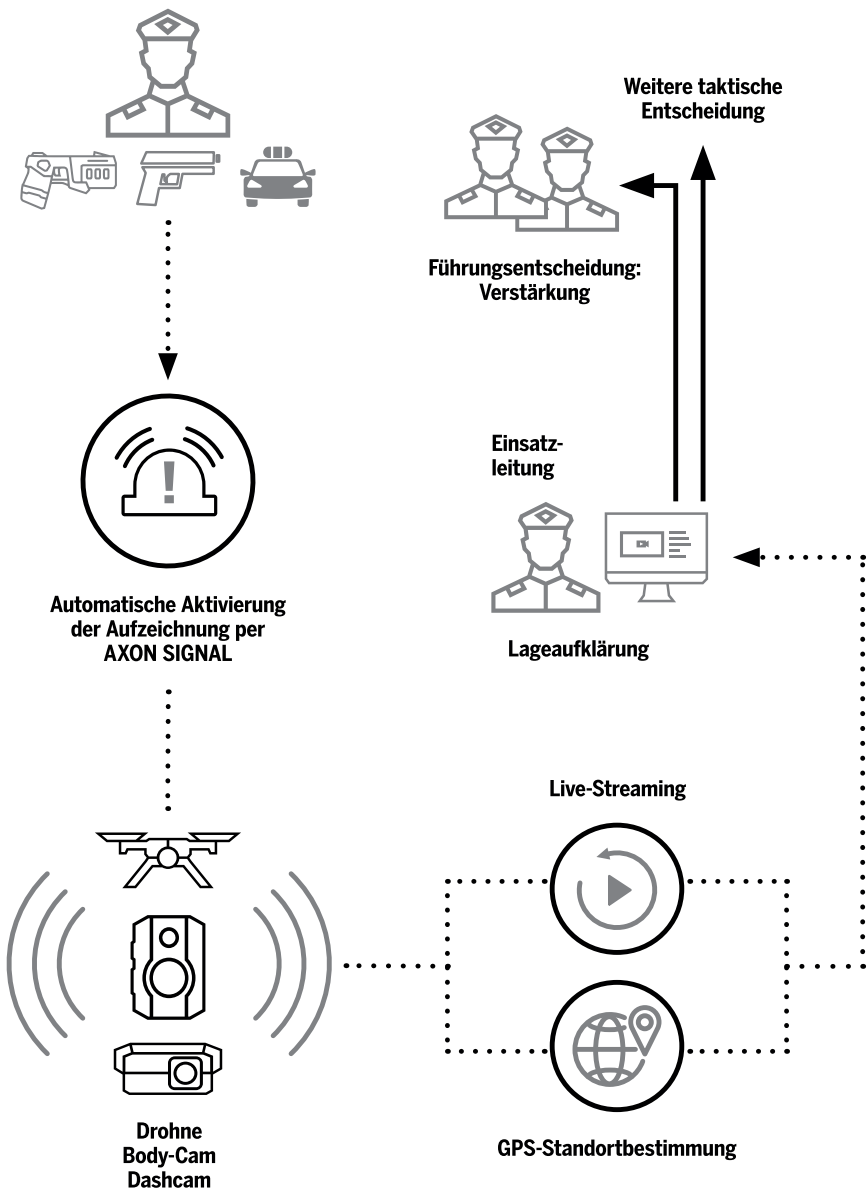 Weitere taktische
Entscheidung
Führungsentscheidung:
Verstärkung
Einsatz-
leitung
Automatische Aktivierung
der Aufzeichnung per
AXON SIGNAL
Lageaufklärung
Live-Streaming
Drohne
Body-Cam
Dashcam
GPS-Standortbestimmung